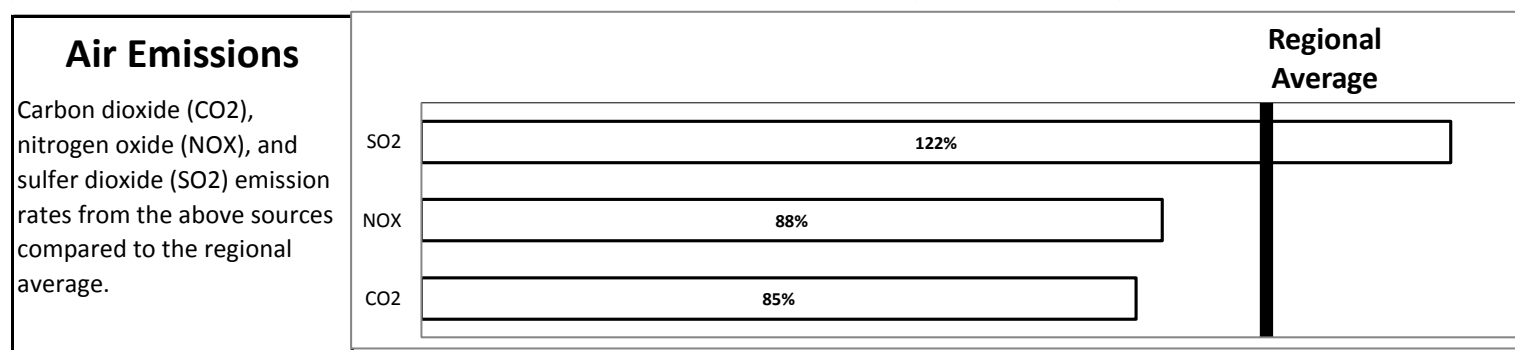 Air Emissions
Carbon dioxide (CO2),
nitrogen oxide (NOX), and
sulfer dioxide (SO2) emission
rates from the above sources
compared to the regional
average.
Regional
Average
SO2
122%
NOX
88%
CO2
85%